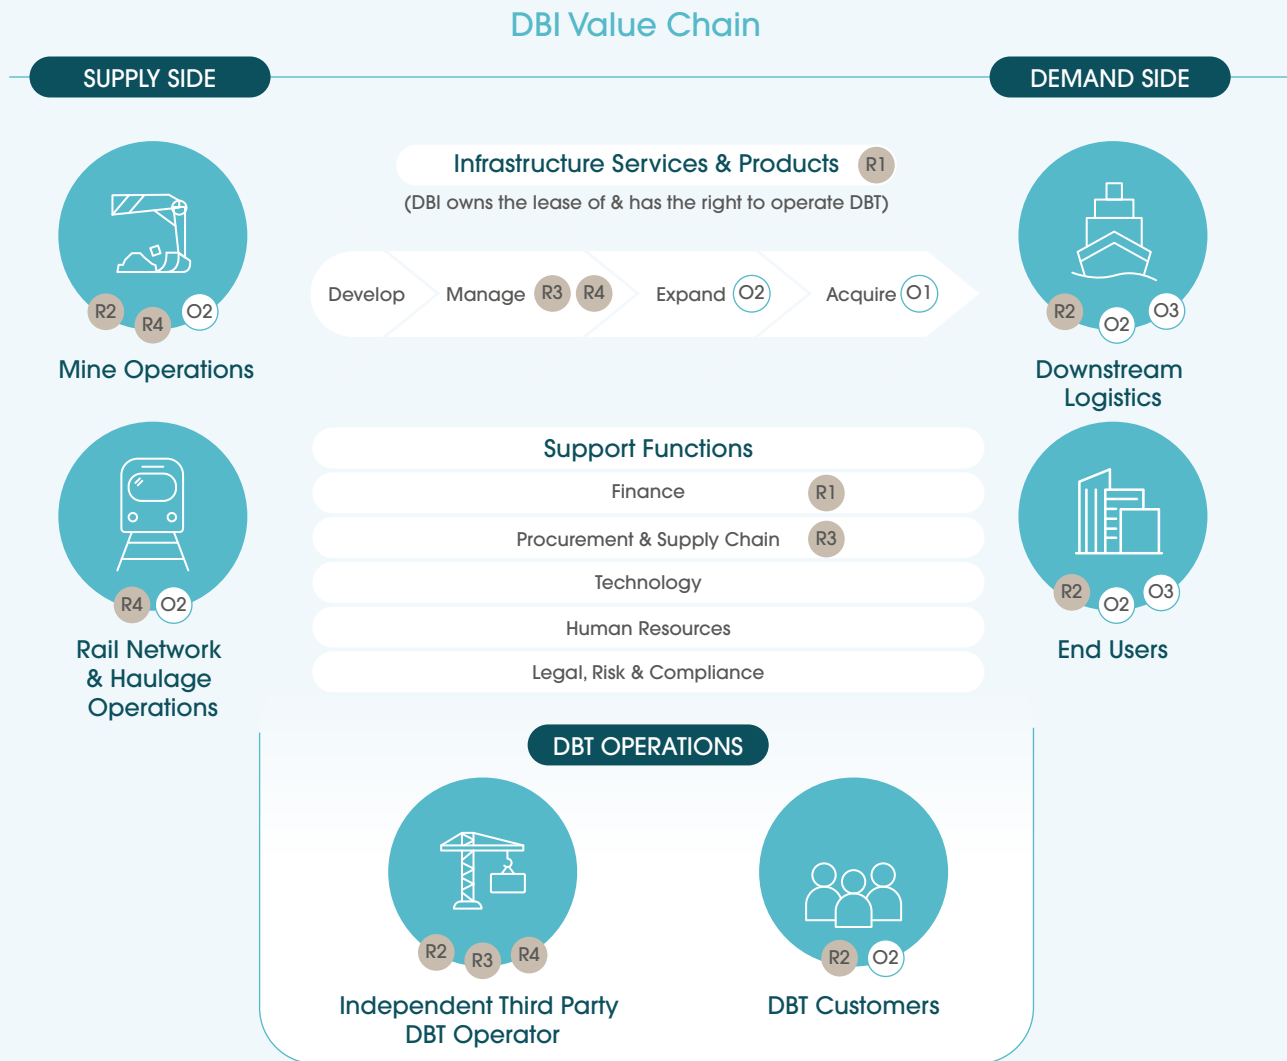 DBI Value Chain
SUPPLY SIDE
DEMAND SIDE
R2
R4
O2
Mine Operations
R4
O2
Rail Network
& Haulage
Operations
Infrastructure Services & Products R1
(DBI owns the lease of & has the right to operate DBT)
Develop
Manage R3 R4
Expand O2
Acquire O1
Support Functions
Finance R1
Procurement & Supply Chain R3
Technology
Human Resources
Legal, Risk & Compliance
R2
O2
O3
Downstream
Logistics
R2
O2
O3
End Users
DBT OPERATIONS
R2
R3
R4
Independent Third Party
DBT Operator
R2
O2
DBT Customers